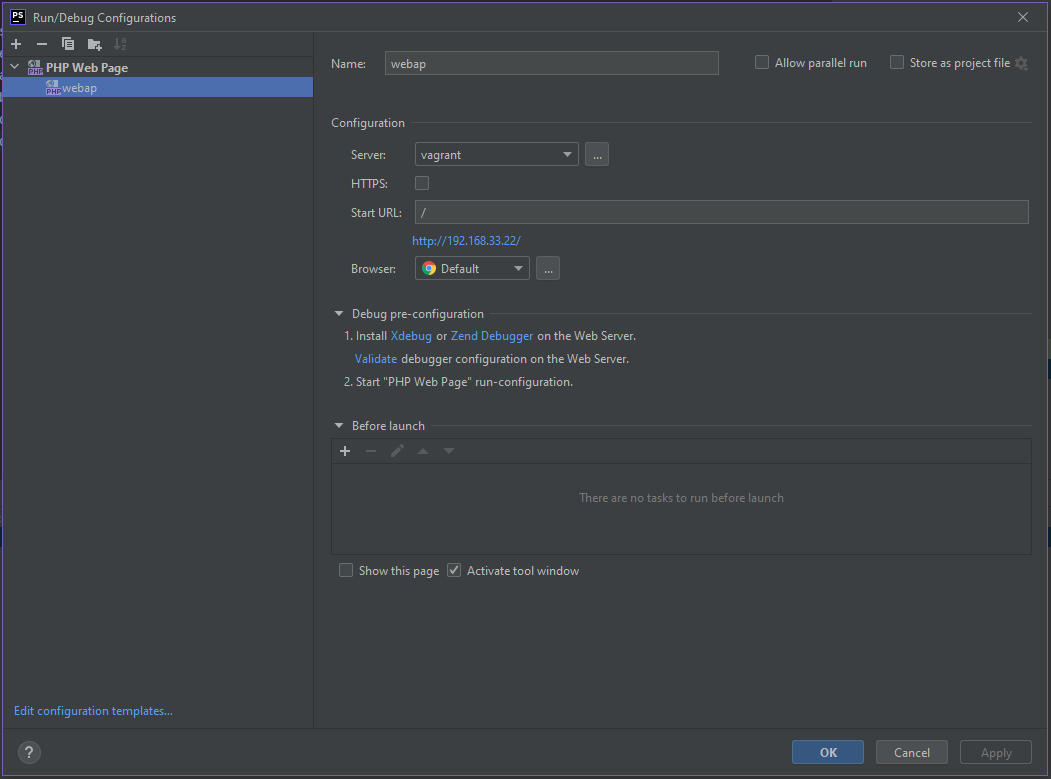 PS Run/Debug Configurations
PHP Web Page
webap
Name: webap Allow parallel run Store as project file
Configuration
Server: vagrant ...
HTTPS:
Start URL: /
http://192.168.33.22/
Browser: Default ...
Debug pre-configuration
1. Install Xdebug or Zend Debugger on the Web Server.
Validate debugger configuration on the Web Server.
2. Start "PHP Web Page" run-configuration.
Before launch
There are no tasks to run before launch
Show this page Activate tool window
Edit configuration templates...
? OK Cancel Apply